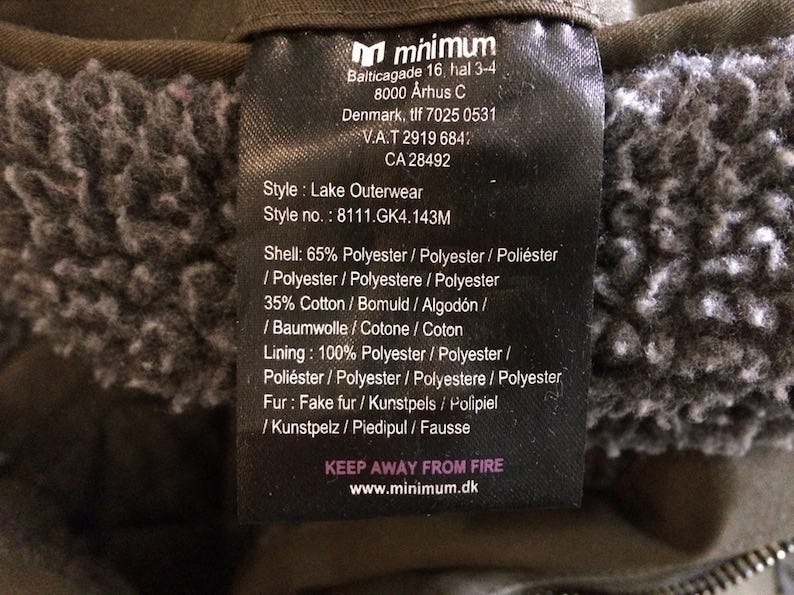 minimum
Balticagade 16, hal 3-4
8000 Århus C
Denmark, tlf 7025 0531
V.A.T 2919 6847
CA 28492
Style : Lake Outerwear
Style no. : 8111.GK4.143M
Shell: 65% Polyester / Polyester / Poliéster
/ Polyester / Polyestere / Polyester
35% Cotton / Bomuld / Algodón /
/ Baumwolle / Cotone / Coton
Lining : 100% Polyester / Polyester /
Poliéster / Polyester / Polyestere / Polyester
Fur : Fake fur / Kunstpels / Polipiel
/ Kunstpelz / Piedipul / Fausse
KEEP AWAY FROM FIRE
www.minimum.dk